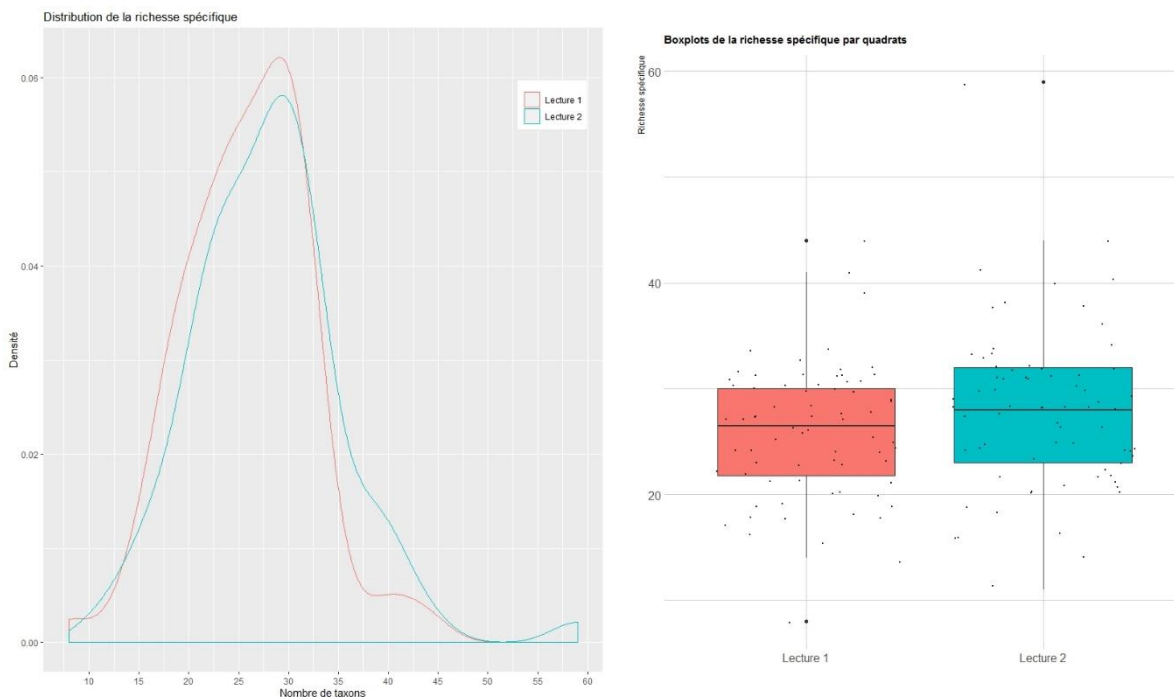 Distribution de la richesse spécifique
0.06
0.04
0.02
0.00
Densité
10 15 20 25 30 35 40 45 50 55 60
Nombre de taxons
Lecture 1
Lecture 2
Boxplots de la richesse spécifique par quadrats
Richesse spécifique
60
40
20
Lecture 1 Lecture 2